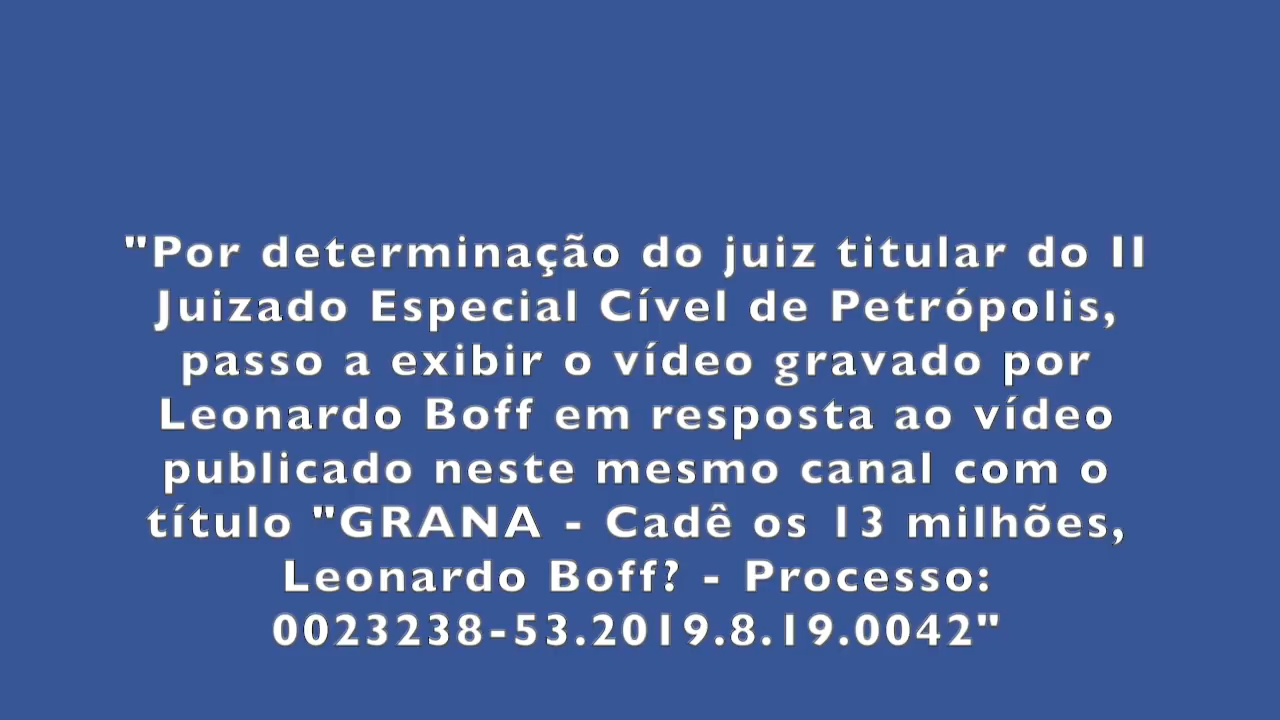 "Por determinação do juiz titular do II
Juizado Especial Cível de Petrópolis,
passo a exibir o vídeo gravado por
Leonardo Boff em resposta ao vídeo
publicado neste mesmo canal com o
título "GRANA - Cadê os 13 milhões,
Leonardo Boff? - Processo:
0023238-53.2019.8.19.0042"